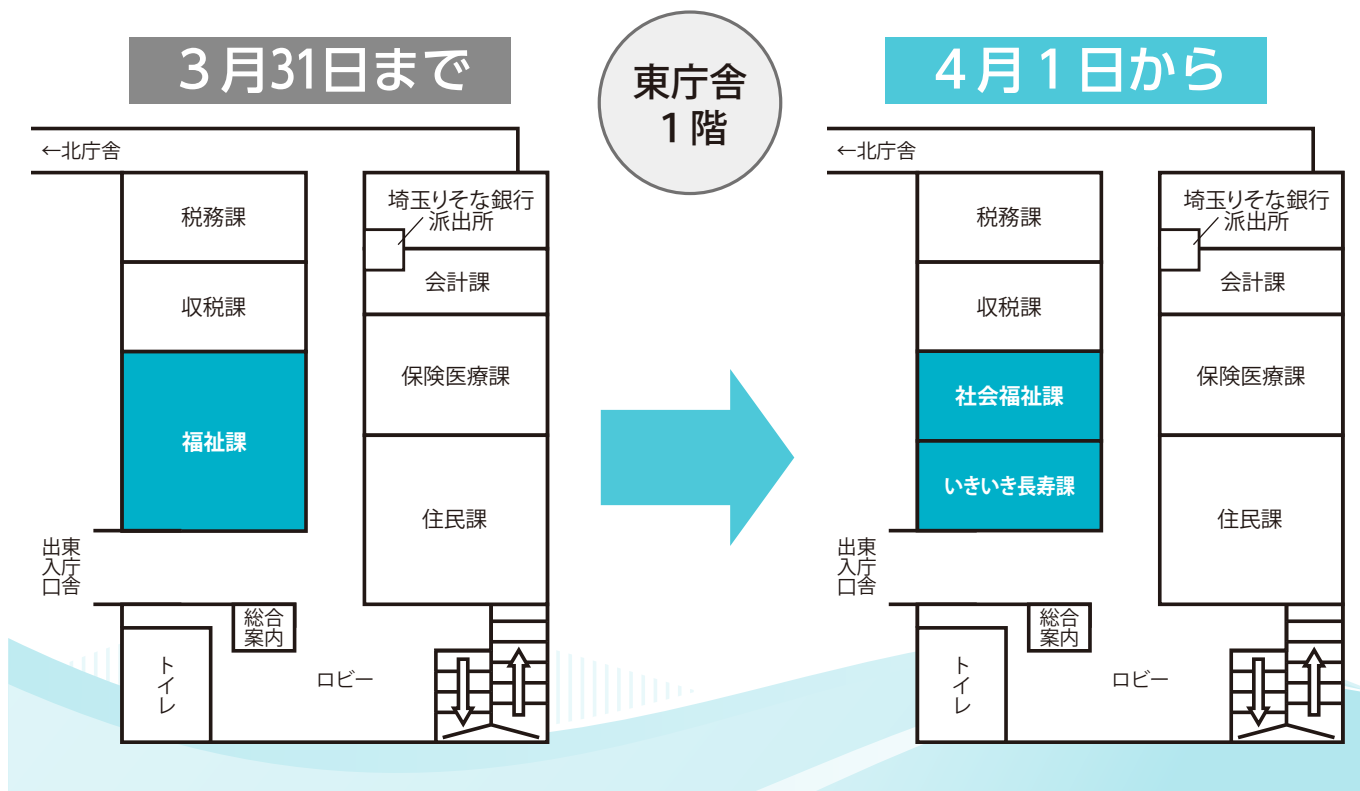 ３月31日まで
東庁舎
１階
４月１日から
←北庁舎
税務課
収税課
福祉課
埼玉りそな銀行
派出所
会計課
保険医療課
住民課
東庁舎
出入口
総合
案内
トイレ
ロビー
←北庁舎
税務課
収税課
社会福祉課
いきいき長寿課
埼玉りそな銀行
派出所
会計課
保険医療課
住民課
東庁舎
出入口
総合
案内
トイレ
ロビー